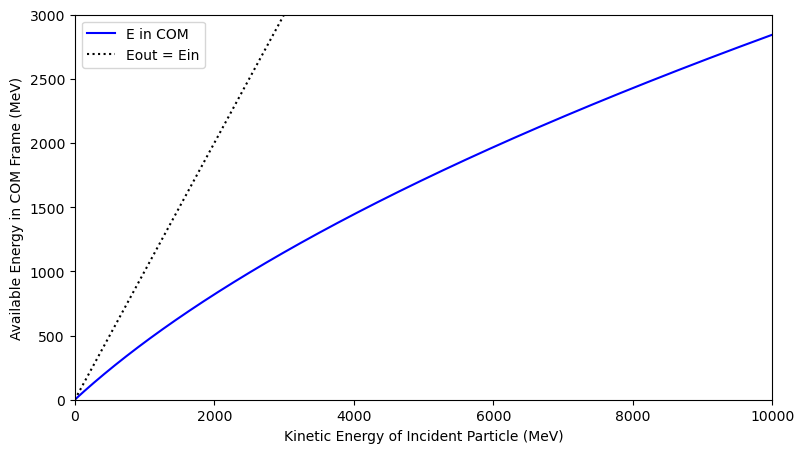 E in COM
Eout = Ein
Available Energy in COM Frame (MeV)
3000
2500
2000
1500
1000
500
0
0 2000 4000 6000 8000 10000
Kinetic Energy of Incident Particle (MeV)